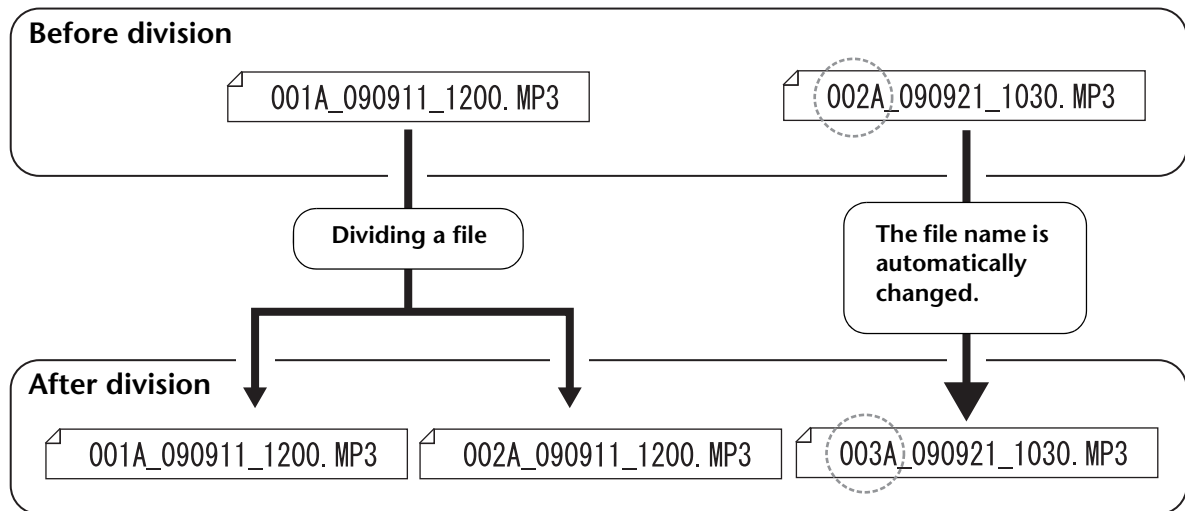 Before division
001A_090911_1200.MP3
002A_090921_1030.MP3
Dividing a file
The file name is
automatically
changed.
After division
001A_090911_1200.MP3
002A_090911_1200.MP3
003A_090921_1030.MP3